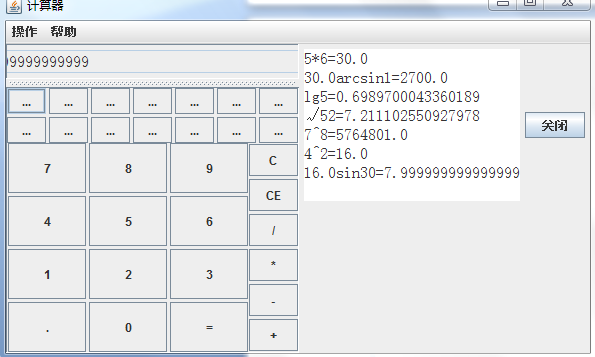 计算器
操作 帮助
9999999999
... ... ... ... ... ...
... ... ... ... ... ...
7 8 9 C
CE
4 5 6 /
*
1 2 3 -
. 0 = +
5*6=30.0
30.0arcsin1=2700.0
lg5=0.6989700043360189
√52=7.211102550927978
7^8=5764801.0
4^2=16.0
16.0sin30=7.999999999999999
关闭